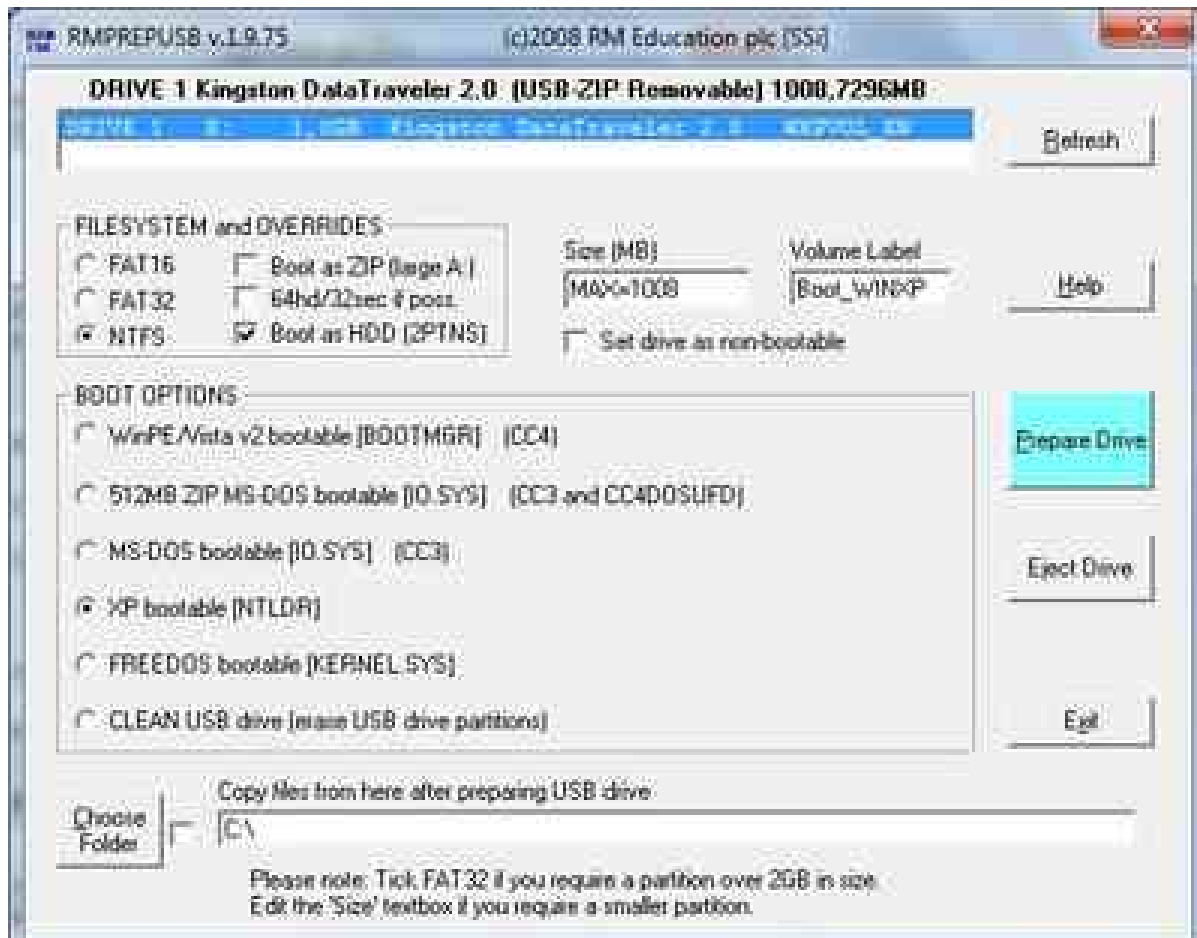 RMPREPUSB v.1.9.75 (c)2008 RM Education plc (SSi)
DRIVE 1 Kingston DataTraveler 2.0 (USB-ZIP Removable) 1008,7296MB
DRIVE 1 Kingston DataTraveler 2.0
Refresh
FILESYSTEM and OVERRIDES
FAT16 Boot as ZIP (large A:)
FAT32 64hd/32sec if poss.
NTFS Boot as HDD (2PTNS)
Size (MB) Volume Label
MAX=1008 Boot_WINXP
Set drive as non-bootable
Help
BOOT OPTIONS
WinPE/Vista v2 bootable [BOOTMGR] (CC4)
512MB ZIP MS-DOS bootable [IO.SYS] (CC3 and CC4DOSUFD)
MS-DOS bootable [IO.SYS] (CC3)
XP bootable [NTLDR]
FREEDOS bootable [KERNEL.SYS]
CLEAN USB drive (erase USB drive partitions)
Prepare Drive
Eject Drive
Exit
Copy files from here after preparing USB drive
Choose Folder
C:\
Please note: Tick FAT32 if you require a partition over 2GB in size.
Edit the 'Size' textbox if you require a smaller partition.